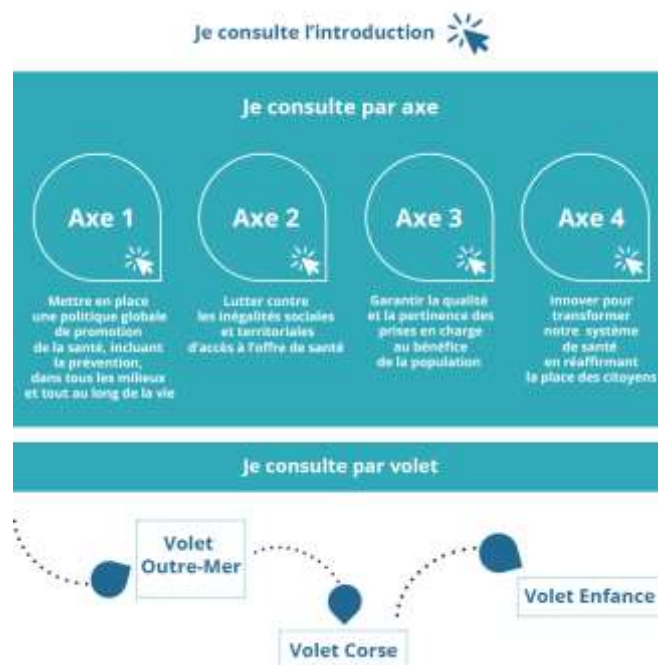 Je consulte l'introduction
Je consulte par axe
Axe 1
Mettre en place
une politique globale
de promotion
de la santé, incluant
la prévention,
dans tous les milieux
et tout au long de la vie
Axe 2
Lutter contre
les inégalités sociales
et territoriales
d'accès à l'offre de santé
Axe 3
Garantir la qualité
et la pertinence des
prises en charge
au bénéfice
de la population
Axe 4
Innover pour
transformer
notre système
de santé
en réaffirmant
la place des citoyens
Je consulte par volet
Volet
Outre-Mer
Volet Corse
Volet Enfance